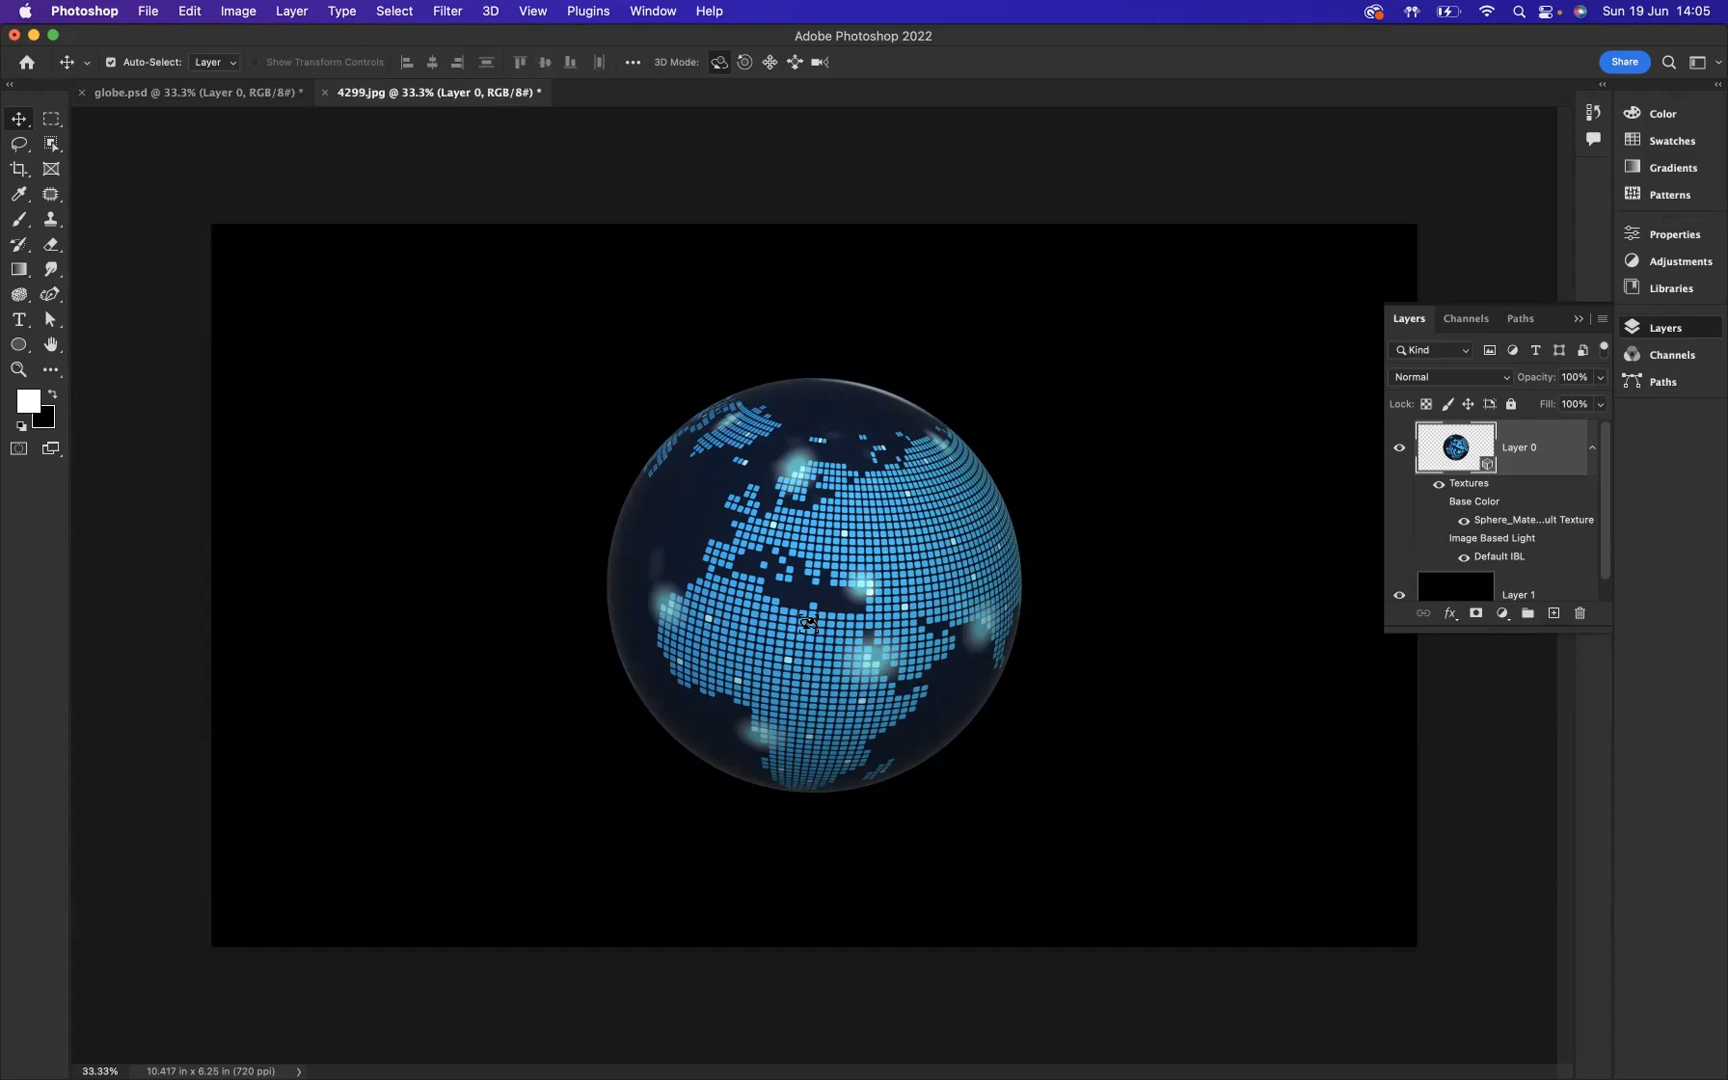 Photoshop File Edit Image Layer Type Select Filter 3D View Plugins Window Help Sun 19 Jun 14:05
Adobe Photoshop 2022
Auto-Select: Layer Show Transform Controls 3D Mode: Share
globe.psd @ 33.3% (Layer 0, RGB/8#) * 4299.jpg @ 33.3% (Layer 0, RGB/8#) *
Color
Swatches
Gradients
Patterns
Properties
Adjustments
Libraries
Layers
Channels
Paths
Layers Channels Paths
Kind
Normal Opacity: 100%
Lock: Fill: 100%
Layer 0
Textures
Base Color
Sphere_Mate...ult Texture
Image Based Light
Default IBL
Layer 1
fx
33.33% 10.417 in x 6.25 in (720 ppi)